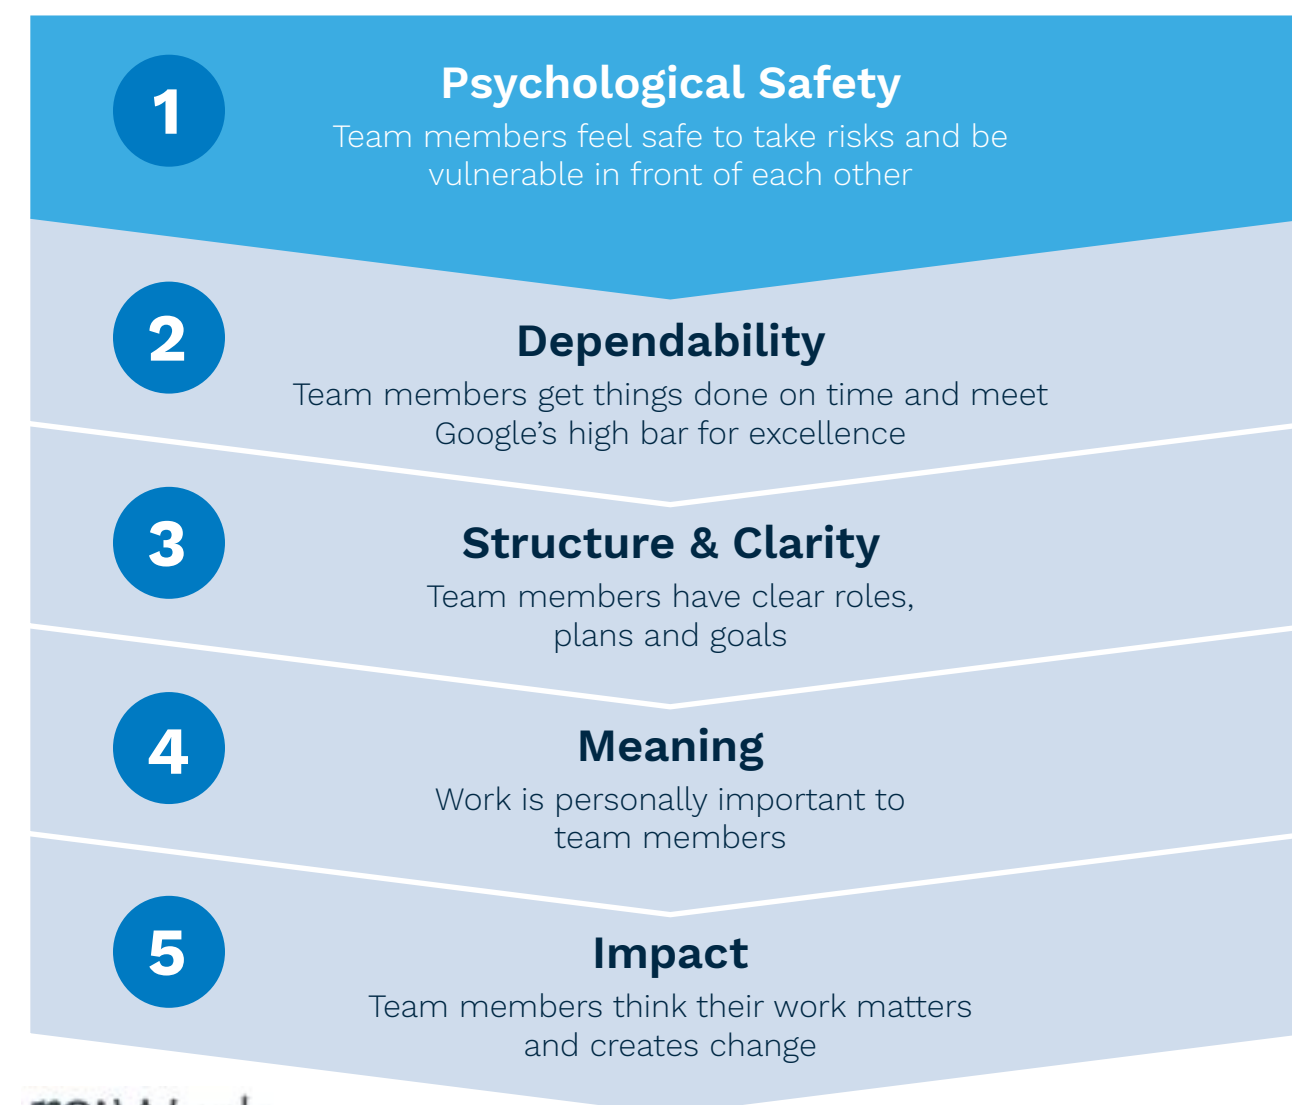 1
Psychological Safety
Team members feel safe to take risks and be
vulnerable in front of each other
2
Dependability
Team members get things done on time and meet
Google’s high bar for excellence
3
Structure & Clarity
Team members have clear roles,
plans and goals
4
Meaning
Work is personally important to
team members
5
Impact
Team members think their work matters
and creates change